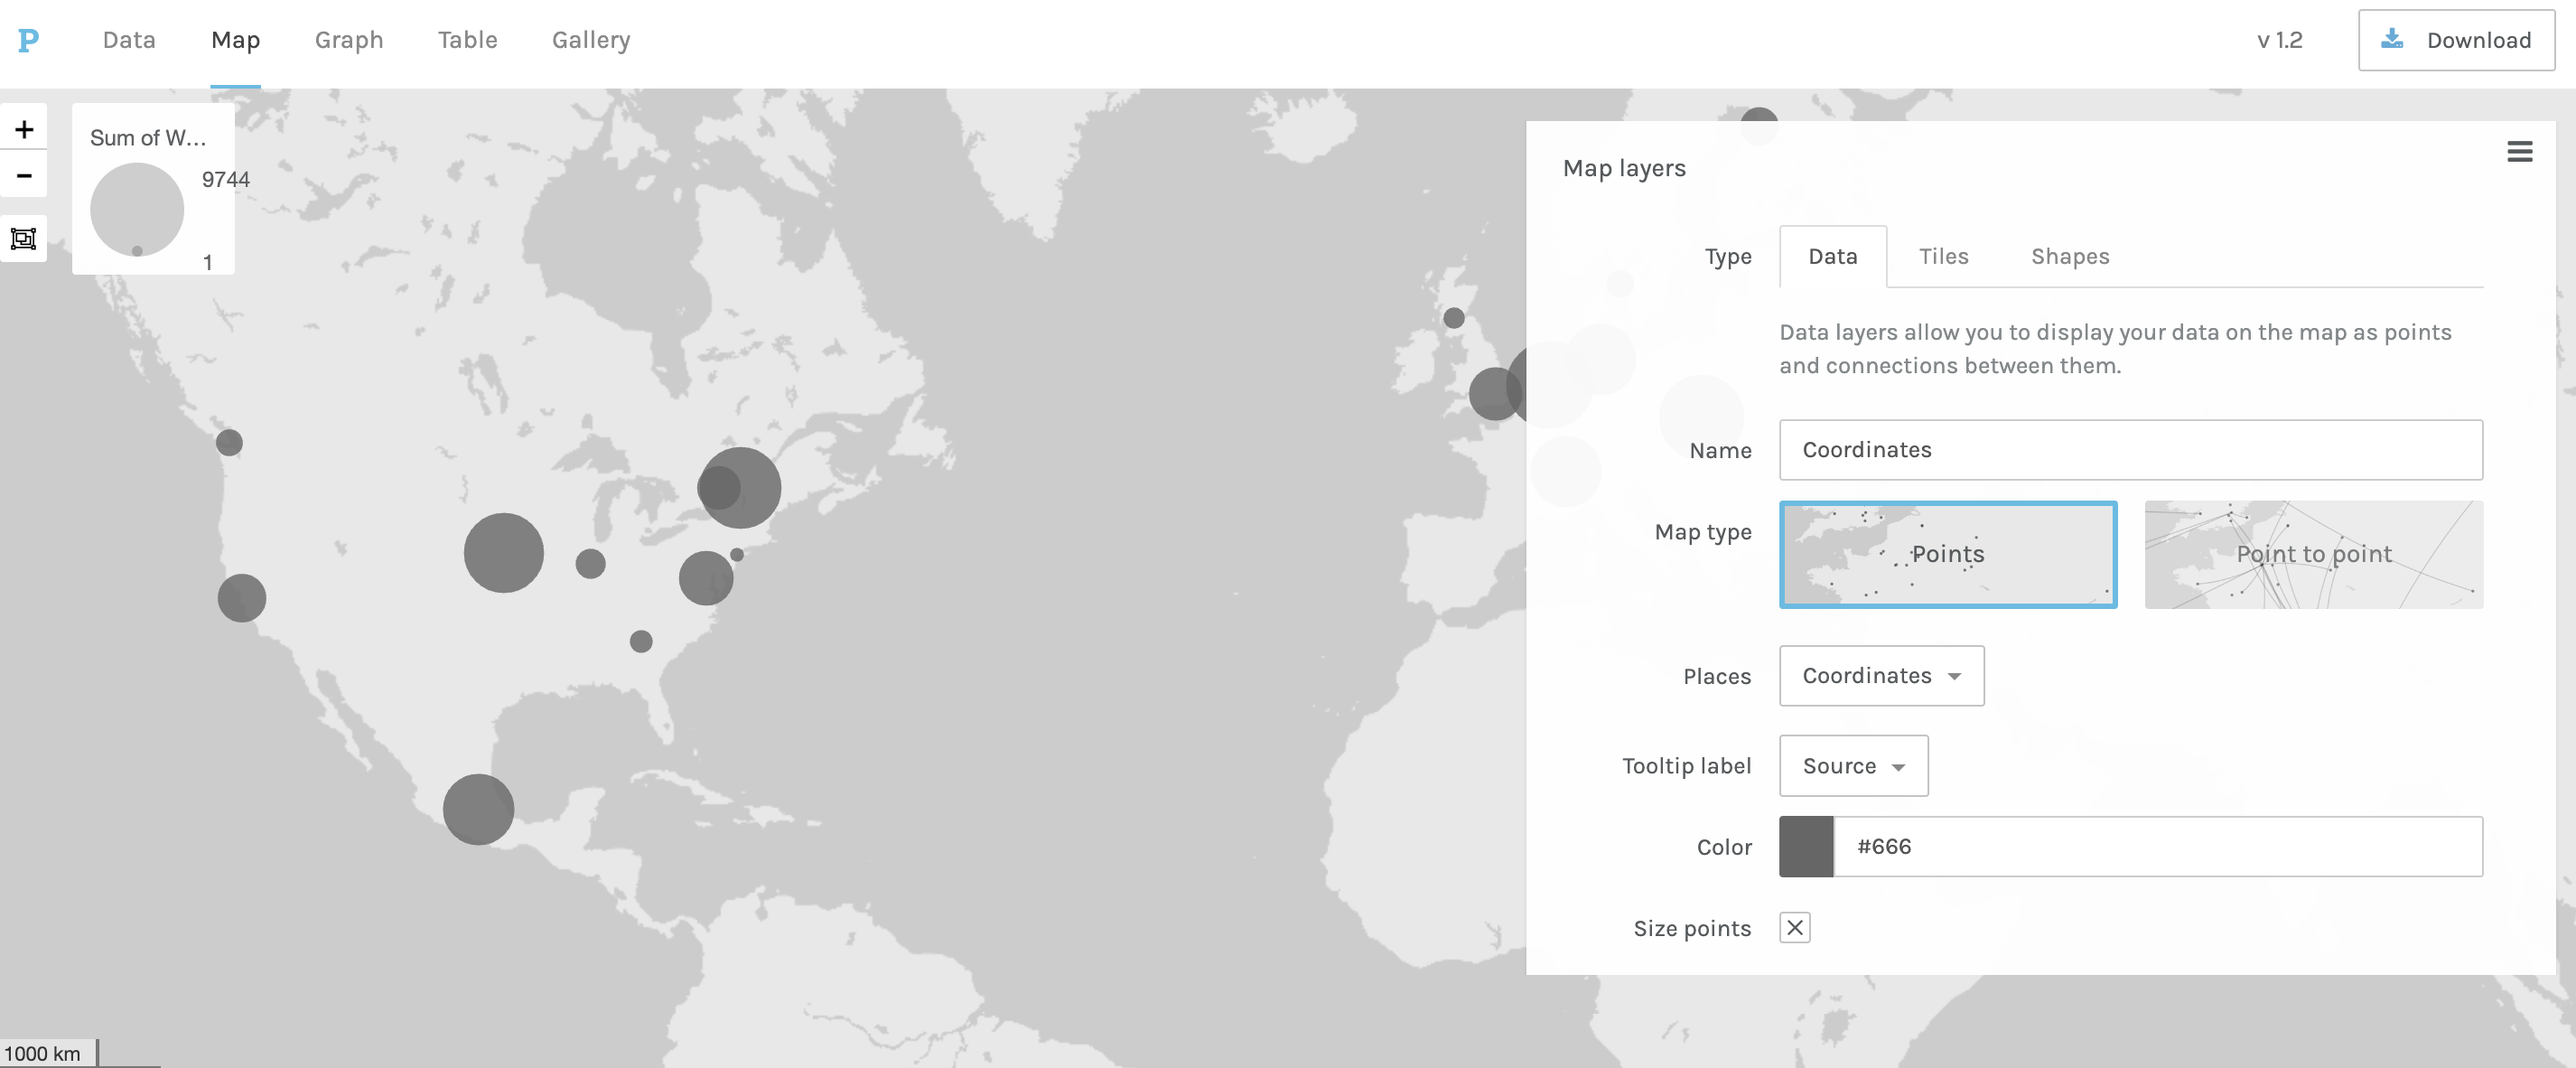 P Data Map Graph Table Gallery v 1.2 Download
+
-
Sum of W...
9744
1
Map layers
Type Data Tiles Shapes
Data layers allow you to display your data on the map as points
and connections between them.
Name Coordinates
Map type Points Point to point
Places Coordinates
Tooltip label Source
Color #666
Size points
1000 km